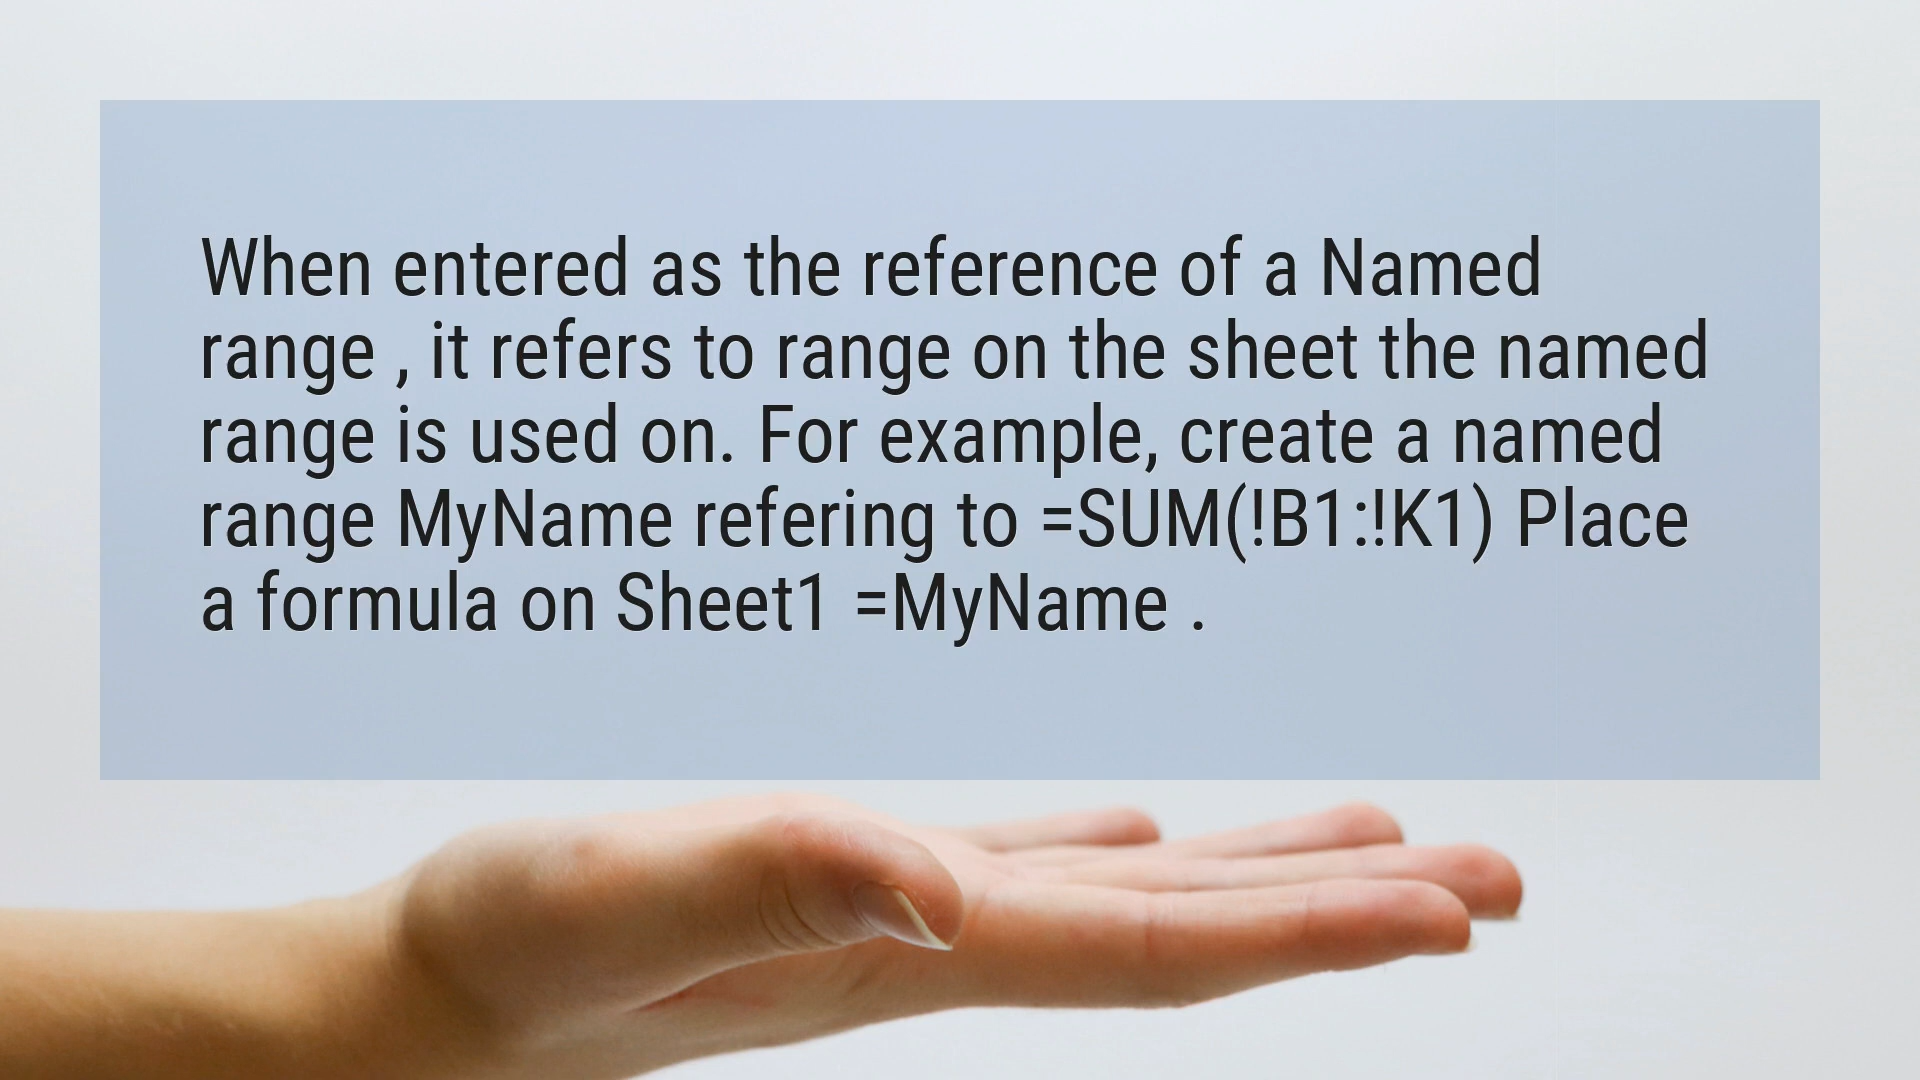 When entered as the reference of a Named
range , it refers to range on the sheet the named
range is used on. For example, create a named
range MyName refering to =SUM(!B1:!K1) Place
a formula on Sheet1 =MyName .